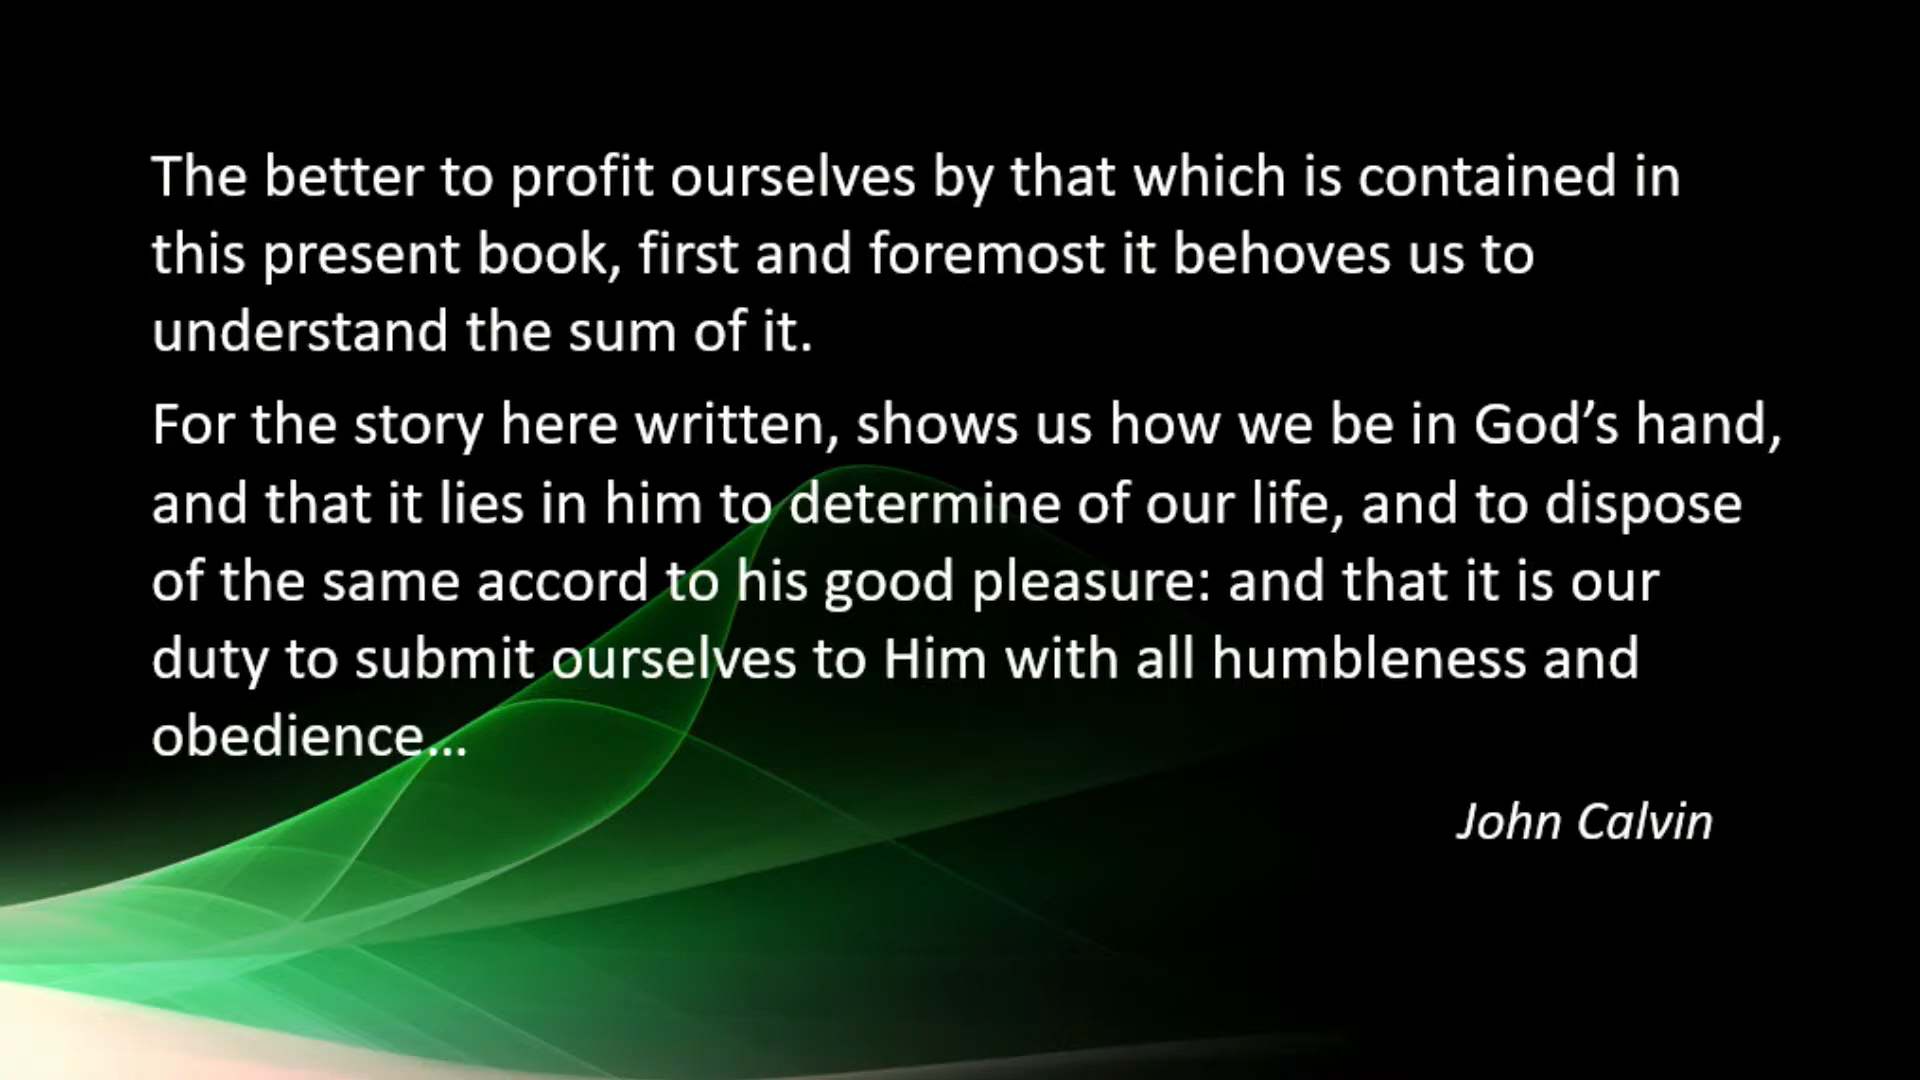 The better to profit ourselves by that which is contained in
this present book, first and foremost it behoves us to
understand the sum of it.
For the story here written, shows us how we be in God’s hand,
and that it lies in him to determine of our life, and to dispose
of the same accord to his good pleasure: and that it is our
duty to submit ourselves to Him with all humbleness and
obedience…
John Calvin